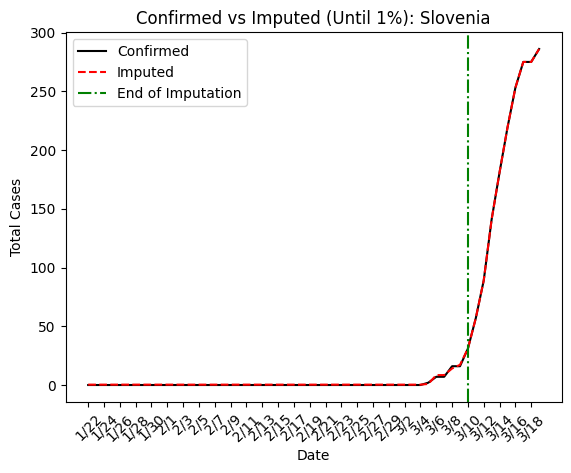 Confirmed vs Imputed (Until 1%): Slovenia
Confirmed
Imputed
End of Imputation
Total Cases
300
250
200
150
100
50
0
1/22 1/24 1/26 1/28 1/30 2/1 2/3 2/5 2/7 2/9 2/11 2/13 2/15 2/17 2/19 2/21 2/23 2/25 2/27 2/29 3/2 3/4 3/6 3/8 3/10 3/12 3/14 3/16 3/18
Date